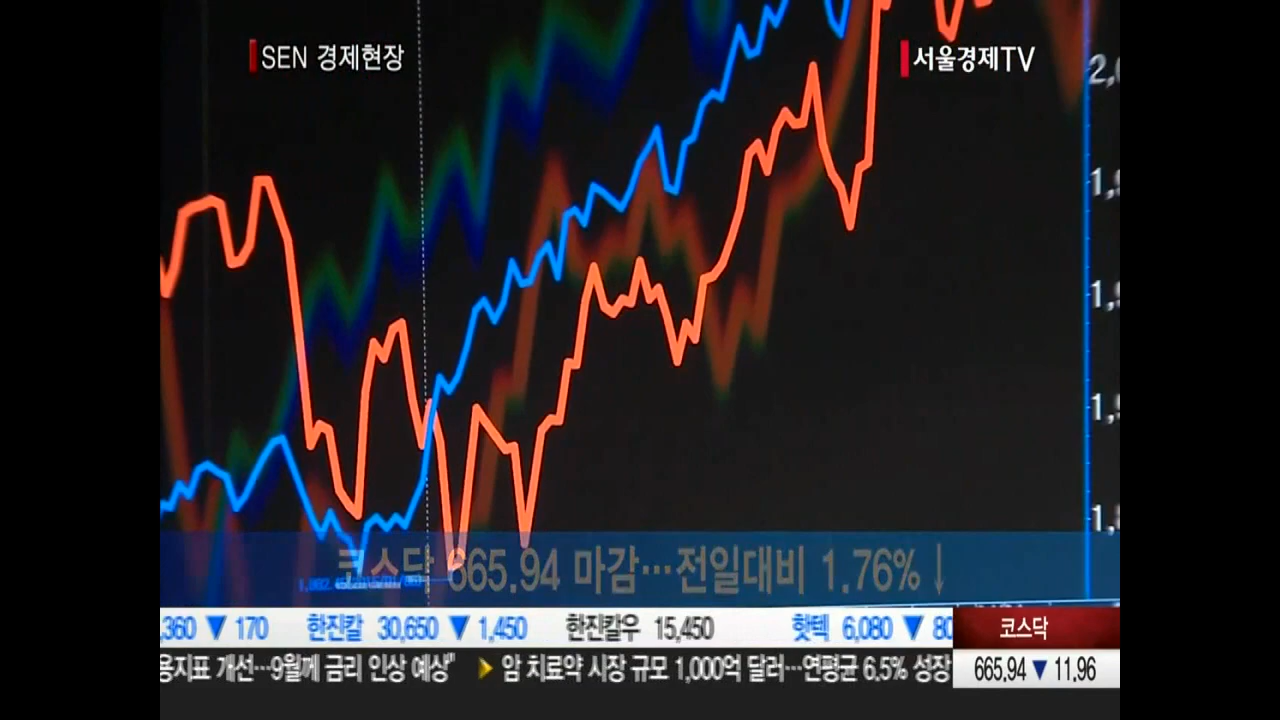 SEN 경제현장
서울경제TV
코스닥 665.94 마감…전일대비 1.76%↓
,360 ▼ 170 한진칼 30,650 ▼ 1,450 한진칼우 15,450 핫텍 6,080 ▼ 80
코스닥
용지표 개선…9월께 금리 인상 예상" ▶ 암 치료약 시장 규모 1,000억 달러…연평균 6.5% 성장
665.94 ▼ 11.96